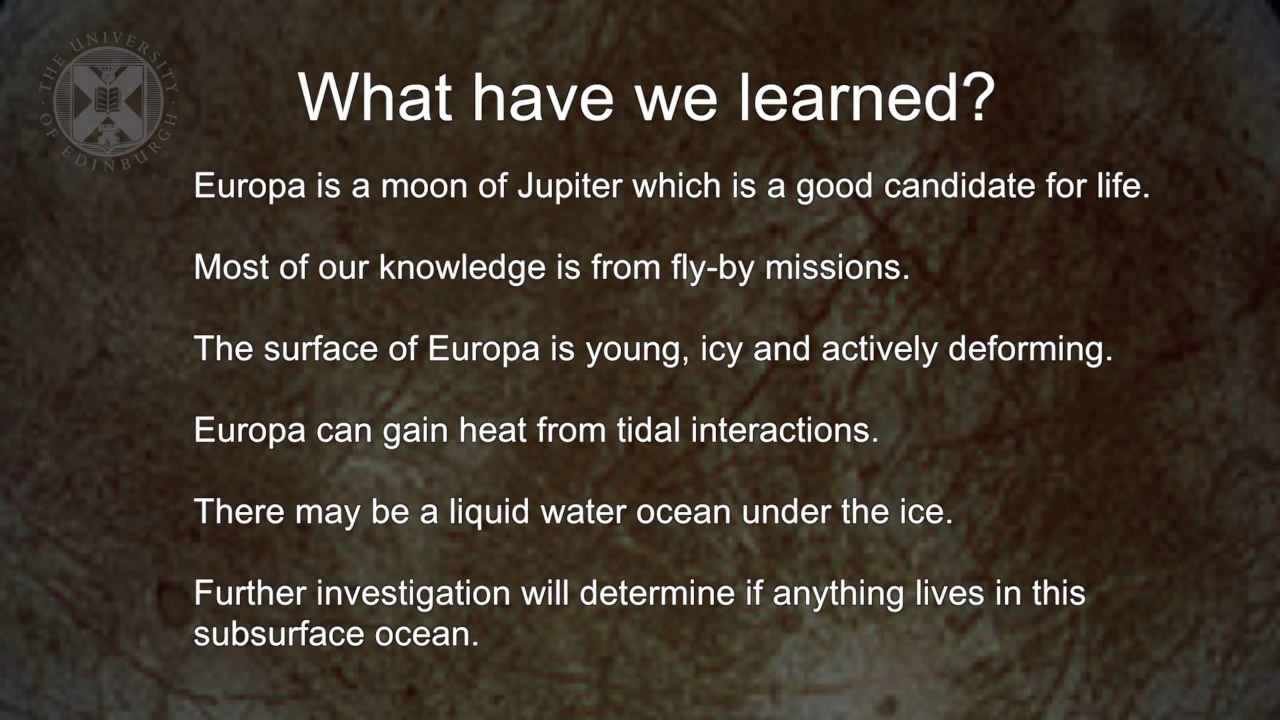 THE UNIVERSITY OF EDINBURGH
What have we learned?
Europa is a moon of Jupiter which is a good candidate for life.
Most of our knowledge is from fly-by missions.
The surface of Europa is young, icy and actively deforming.
Europa can gain heat from tidal interactions.
There may be a liquid water ocean under the ice.
Further investigation will determine if anything lives in this
subsurface ocean.